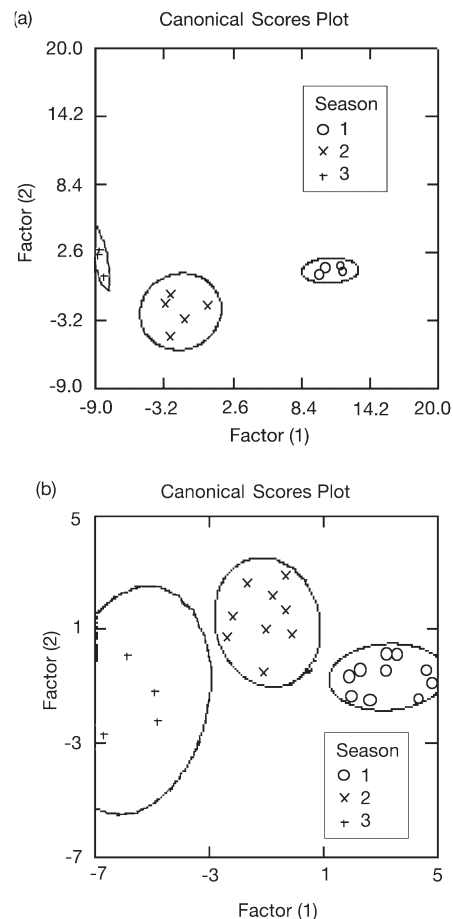 (a)
Canonical Scores Plot
20.0
14.2
8.4
2.6
-3.2
-9.0
Factor (2)
Season
1
2
3
-9.0 -3.2 2.6 8.4 14.2 20.0
Factor (1)
(b)
Canonical Scores Plot
5
1
-3
-7
Factor (2)
Season
1
2
3
-7 -3 1 5
Factor (1)